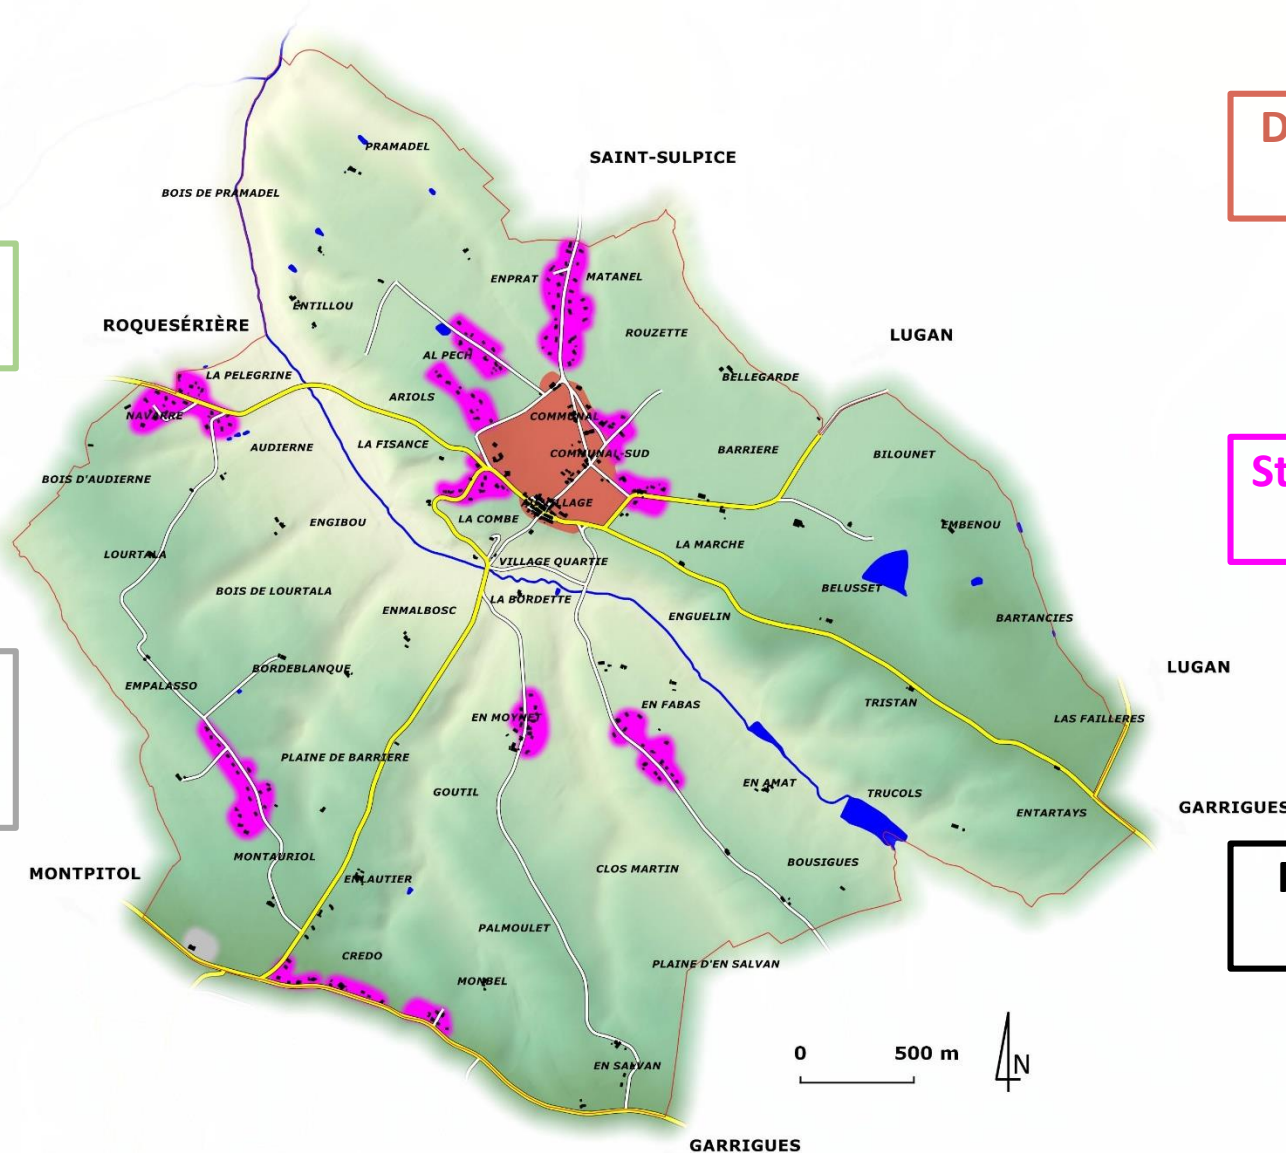 PRAMADEL
SAINT-SULPICE
BOIS DE PRAMADEL
ENPRAT
MATANEL
ENTILLOU
ROQUESÉRIÈRE
ROUZETTE
LUGAN
AL PECH
LA PELEGRINE
BELLEGARDE
ARIOLS
NAVARRE
COMMUNAL
AUDIERNE
LA FISANCE
COMMUNAL-SUD
BARRIERE
BILOUNET
BOIS D'AUDIERNE
LA COMBE
ENGIBOU
EMBENOU
LOURTALA
LA MARCHE
VILLAGE QUARTIE
BOIS DE LOURTALA
BELUSSET
LA BORDETTE
ENMALBOSC
ENGUELIN
BARTANCIES
BORDEBLANQUE
LUGAN
EMPALASSO
EN MOYNET
EN FABAS
TRISTAN
LAS FAILLERES
PLAINE DE BARRIERE
GOUTIL
EN AMAT
TRUCOLS
ENTARTAYS
GARRIGUES
MONTAURIOL
MONTPITOL
CLOS MARTIN
BOUSIGUES
ENLAUTIER
PALMOULET
CREDO
PLAINE D'EN SALVAN
MONBEL
0 500 m
N
EN SALVAN
GARRIGUES
D
St